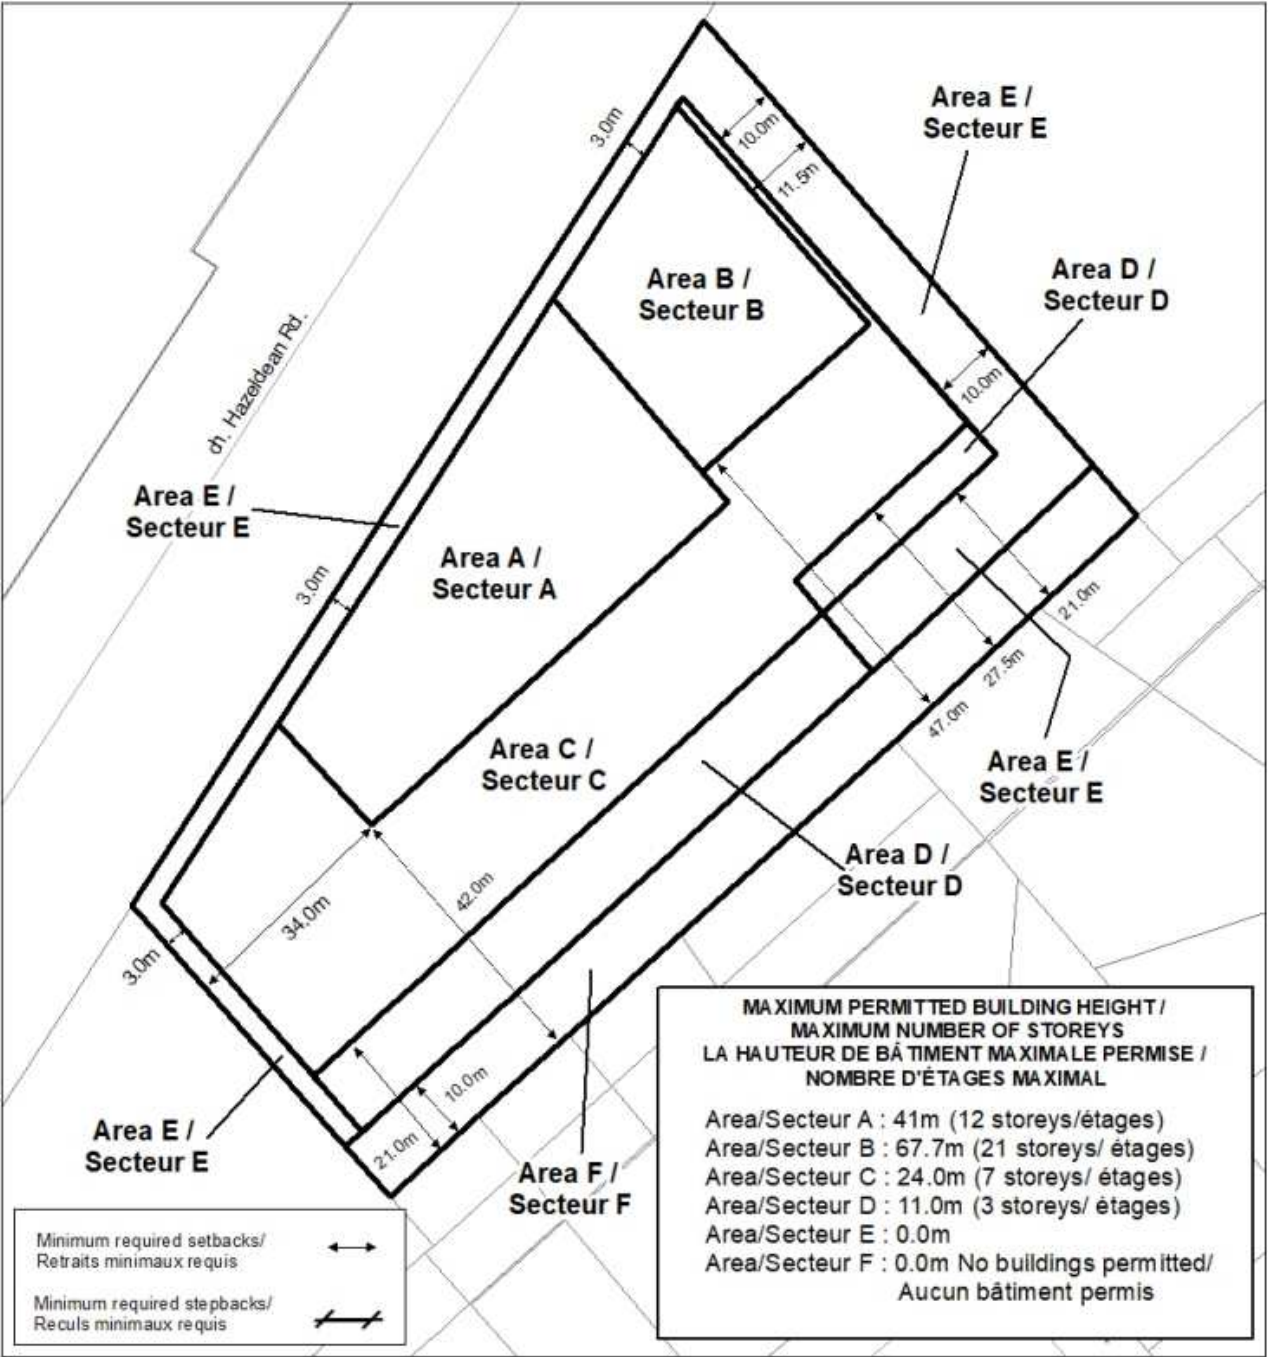 3.0m
10.0m
11.5m
Area E /
Secteur E
Area D /
Secteur D
Area B /
Secteur B
10.0m
ch. Hazeldean Rd.
Area E /
Secteur E
3.0m
Area A /
Secteur A
21.0m
27.5m
47.0m
Area C /
Secteur C
Area E /
Secteur E
Area D /
Secteur D
42.0m
34.0m
3.0m
10.0m
21.0m
Area E /
Secteur E
Area F /
Secteur F
MAXIMUM PERMITTED BUILDING HEIGHT /
MAXIMUM NUMBER OF STOREYS
LA HAUTEUR DE BÂTIMENT MAXIMALE PERMISE /
NOMBRE D'ÉTAGES MAXIMAL
Area/Secteur A : 41m (12 storeys/étages)
Area/Secteur B : 67.7m (21 storeys/ étages)
Area/Secteur C : 24.0m (7 storeys/ étages)
Area/Secteur D : 11.0m (3 storeys/ étages)
Area/Secteur E : 0.0m
Area/Secteur F : 0.0m No buildings permitted/
Aucun bâtiment permis
Minimum required setbacks/
Retraits minimaux requis
Minimum required stepbacks/
Reculs minimaux requis